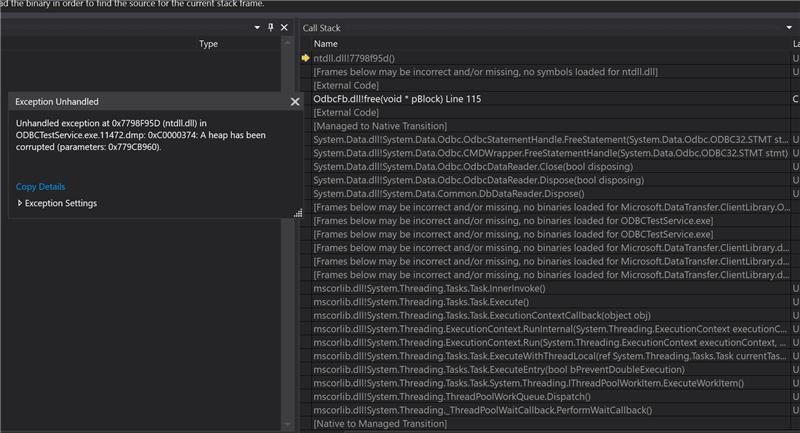 ad the binary in order to find the source for the current stack frame.
Type
Exception Unhandled
Unhandled exception at 0x7798F95D (ntdll.dll) in
ODBCTestService.exe.11472.dmp: 0xC0000374: A heap has been
corrupted (parameters: 0x779CB960).
Copy Details
Exception Settings
Call Stack
Name
La
ntdll.dll!7798f95d()
U
[Frames below may be incorrect and/or missing, no symbols loaded for ntdll.dll]
U
[External Code]
OdbcFb.dll!free(void * pBlock) Line 115
C
[External Code]
[Managed to Native Transition]
System.Data.dll!System.Data.Odbc.OdbcStatementHandle.FreeStatement(System.Data.Odbc.ODBC32.STMT st...
U
System.Data.dll!System.Data.Odbc.CMDWrapper.FreeStatementHandle(System.Data.Odbc.ODBC32.STMT stmt)
U
System.Data.dll!System.Data.Odbc.OdbcDataReader.Close(bool disposing)
U
System.Data.dll!System.Data.Odbc.OdbcDataReader.Dispose(bool disposing)
U
System.Data.dll!System.Data.Common.DbDataReader.Dispose()
U
[Frames below may be incorrect and/or missing, no binaries loaded for Microsoft.DataTransfer.ClientLibrary.O...
U
[Frames below may be incorrect and/or missing, no binaries loaded for ODBCTestService.exe]
U
[Frames below may be incorrect and/or missing, no binaries loaded for ODBCTestService.exe]
U
[Frames below may be incorrect and/or missing, no binaries loaded for Microsoft.DataTransfer.ClientLibrary.d...
U
[Frames below may be incorrect and/or missing, no binaries loaded for Microsoft.DataTransfer.ClientLibrary.d...
U
[Frames below may be incorrect and/or missing, no binaries loaded for Microsoft.DataTransfer.ClientLibrary.d...
U
mscorlib.dll!System.Threading.Tasks.Task.InnerInvoke()
U
mscorlib.dll!System.Threading.Tasks.Task.Execute()
U
mscorlib.dll!System.Threading.Tasks.Task.ExecutionContextCallback(object obj)
U
mscorlib.dll!System.Threading.ExecutionContext.RunInternal(System.Threading.ExecutionContext executionC...
U
mscorlib.dll!System.Threading.ExecutionContext.Run(System.Threading.ExecutionContext executionContext, ...
U
mscorlib.dll!System.Threading.Tasks.Task.ExecuteWithThreadLocal(ref System.Threading.Tasks.Task currentTas...
U
mscorlib.dll!System.Threading.Tasks.Task.ExecuteEntry(bool bPreventDoubleExecution)
U
mscorlib.dll!System.Threading.Tasks.Task.System.Threading.IThreadPoolWorkItem.ExecuteWorkItem()
U
mscorlib.dll!System.Threading.ThreadPoolWorkQueue.Dispatch()
U
mscorlib.dll!System.Threading._ThreadPoolWaitCallback.PerformWaitCallback()
U
[Native to Managed Transition]